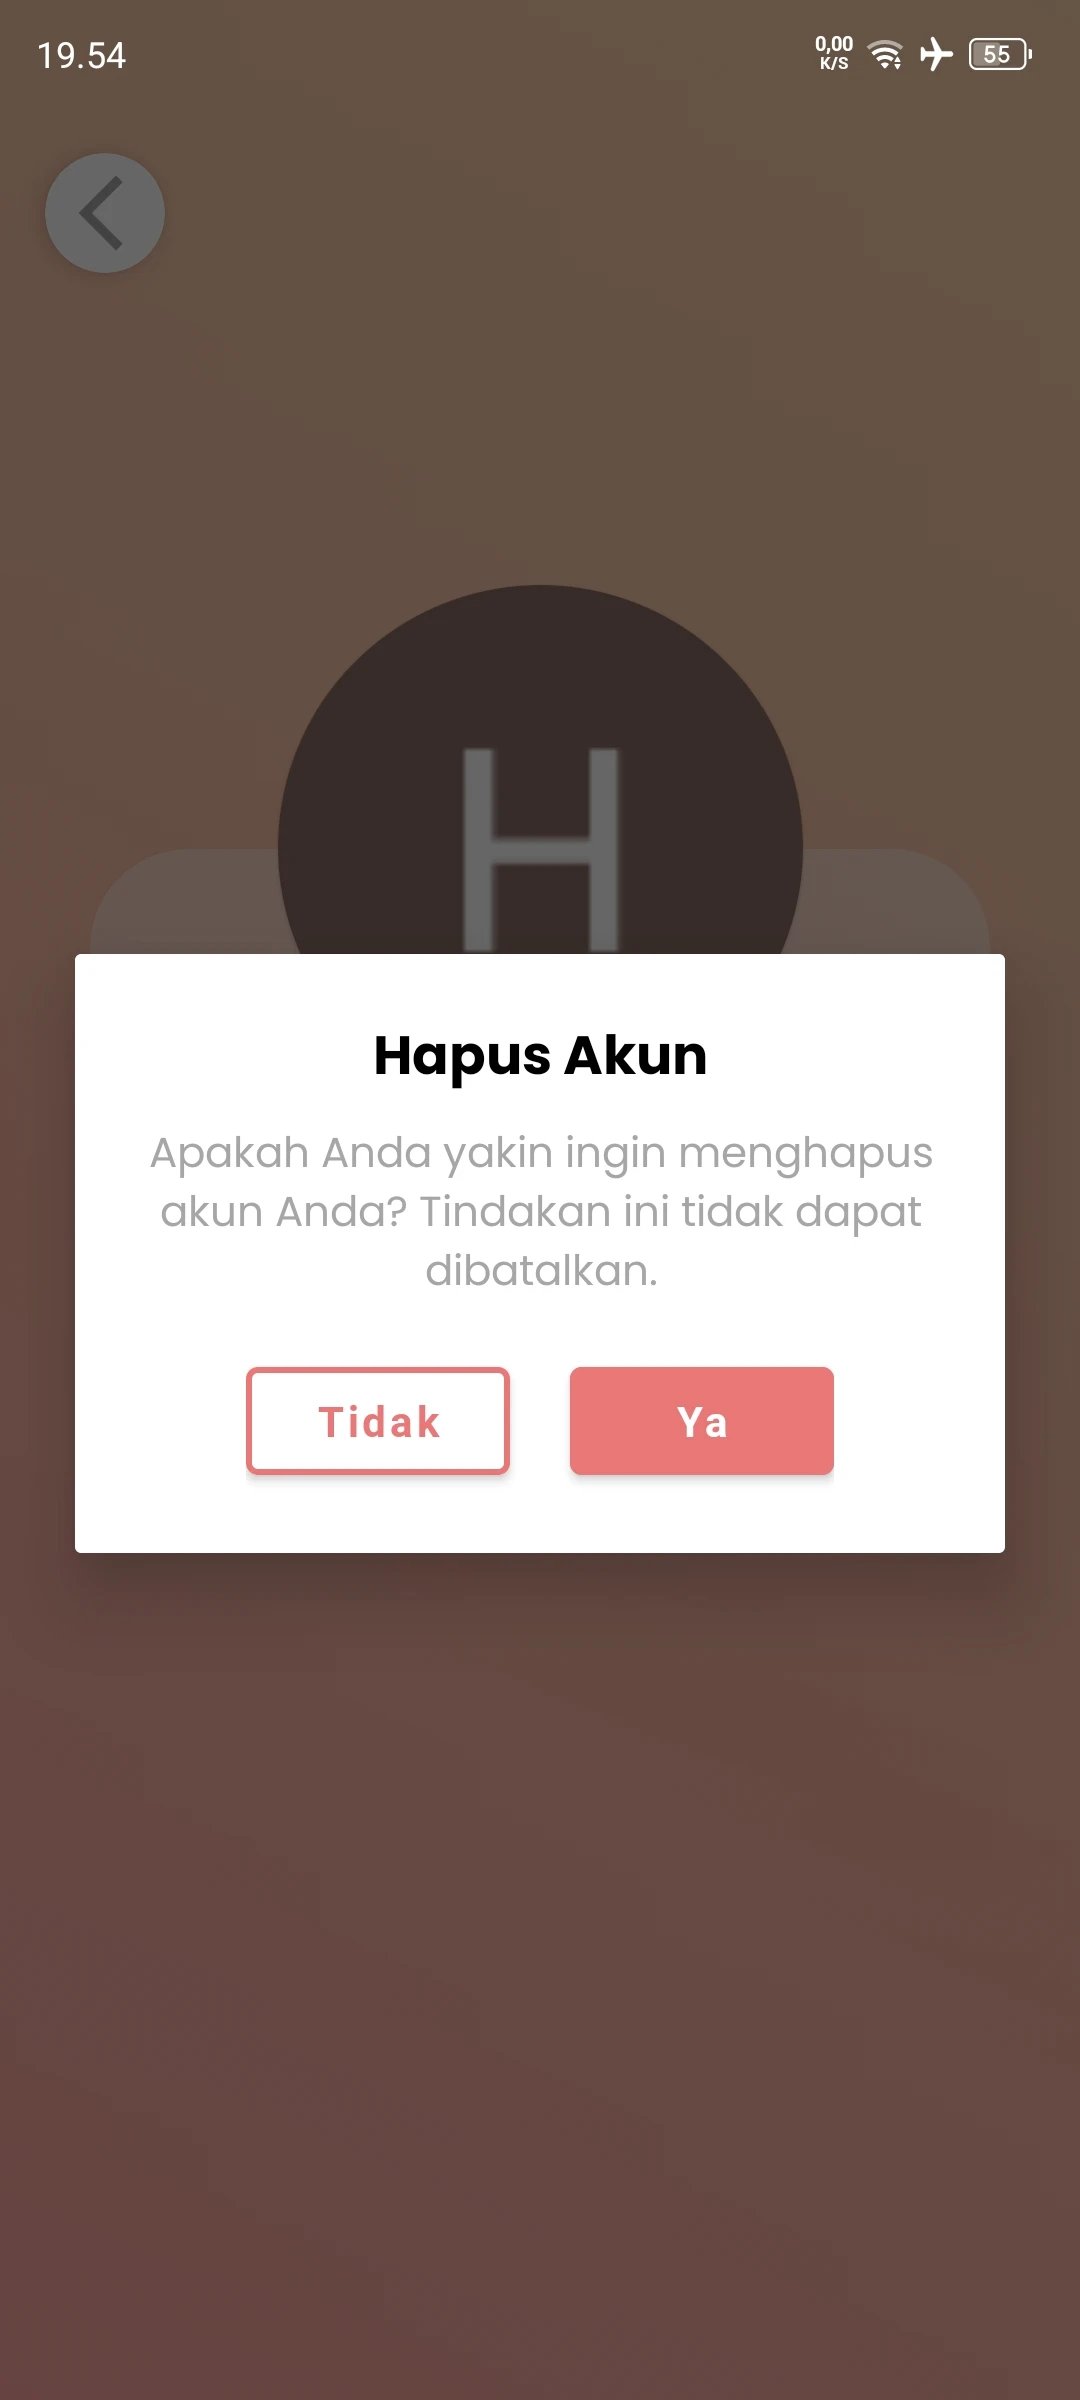 19.54
0,00
K/S
55
H
Hapus Akun
Apakah Anda yakin ingin menghapus
akun Anda? Tindakan ini tidak dapat
dibatalkan.
Tidak
Ya